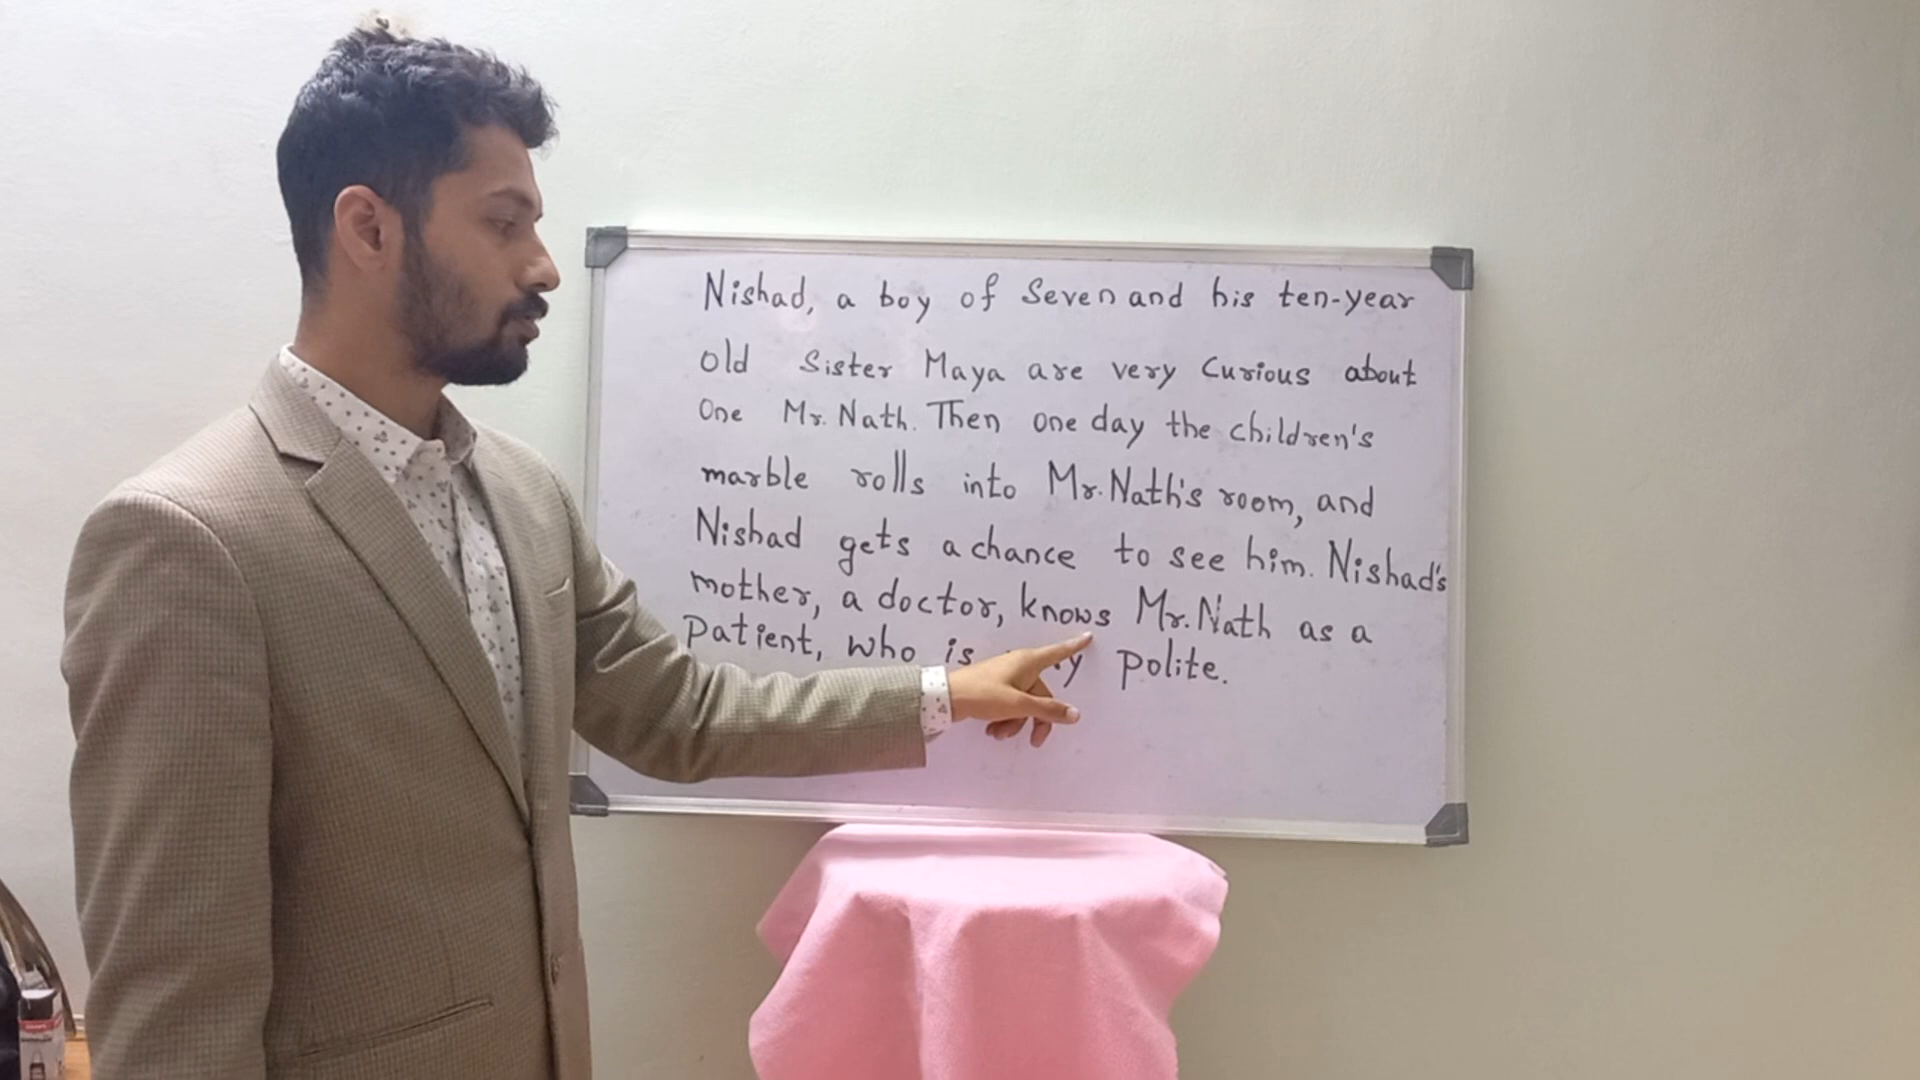 Nishad, a boy of Seven and his ten-year
old Sister Maya are very Curious about
One Mr. Nath. Then one day the children's
marble rolls into Mr. Nath's room, and
Nishad gets a chance to see him. Nishad's
mother, a doctor, knows Mr. Nath as a
Patient, who is polite.